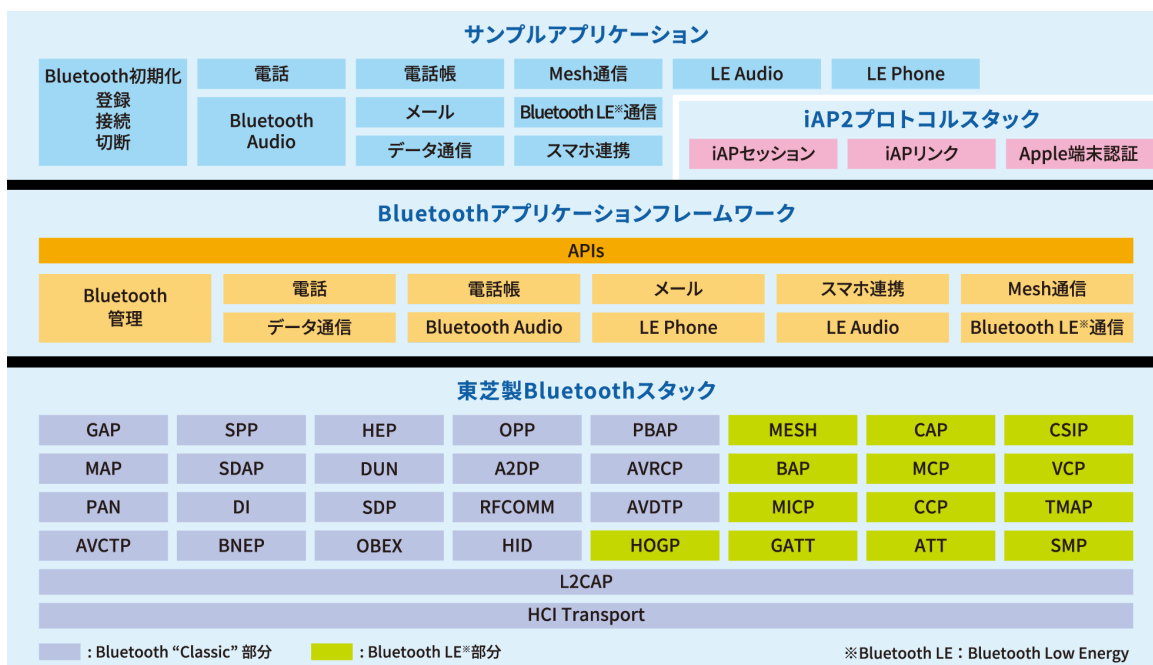 サンプルアプリケーション
Bluetooth初期化
登録
接続
切断
電話
電話帳
Mesh通信
LE Audio
LE Phone
Bluetooth
Audio
メール
Bluetooth LE※通信
データ通信
スマホ連携
iAP2プロトコルスタック
iAPセッション
iAPリンク
Apple端末認証
Bluetoothアプリケーションフレームワーク
APIs
Bluetooth
管理
電話
電話帳
メール
スマホ連携
Mesh通信
データ通信
Bluetooth Audio
LE Phone
LE Audio
Bluetooth LE※通信
東芝製Bluetoothスタック
GAP
SPP
HEP
OPP
PBAP
MESH
CAP
CSIP
MAP
SDAP
DUN
A2DP
AVRCP
BAP
MCP
VCP
PAN
DI
SDP
RFCOMM
AVDTP
MICP
CCP
TMAP
AVCTP
BNEP
OBEX
HID
HOGP
GATT
ATT
SMP
L2CAP
HCI Transport
: Bluetooth “Classic” 部分
: Bluetooth LE※部分
※Bluetooth LE：Bluetooth Low Energy